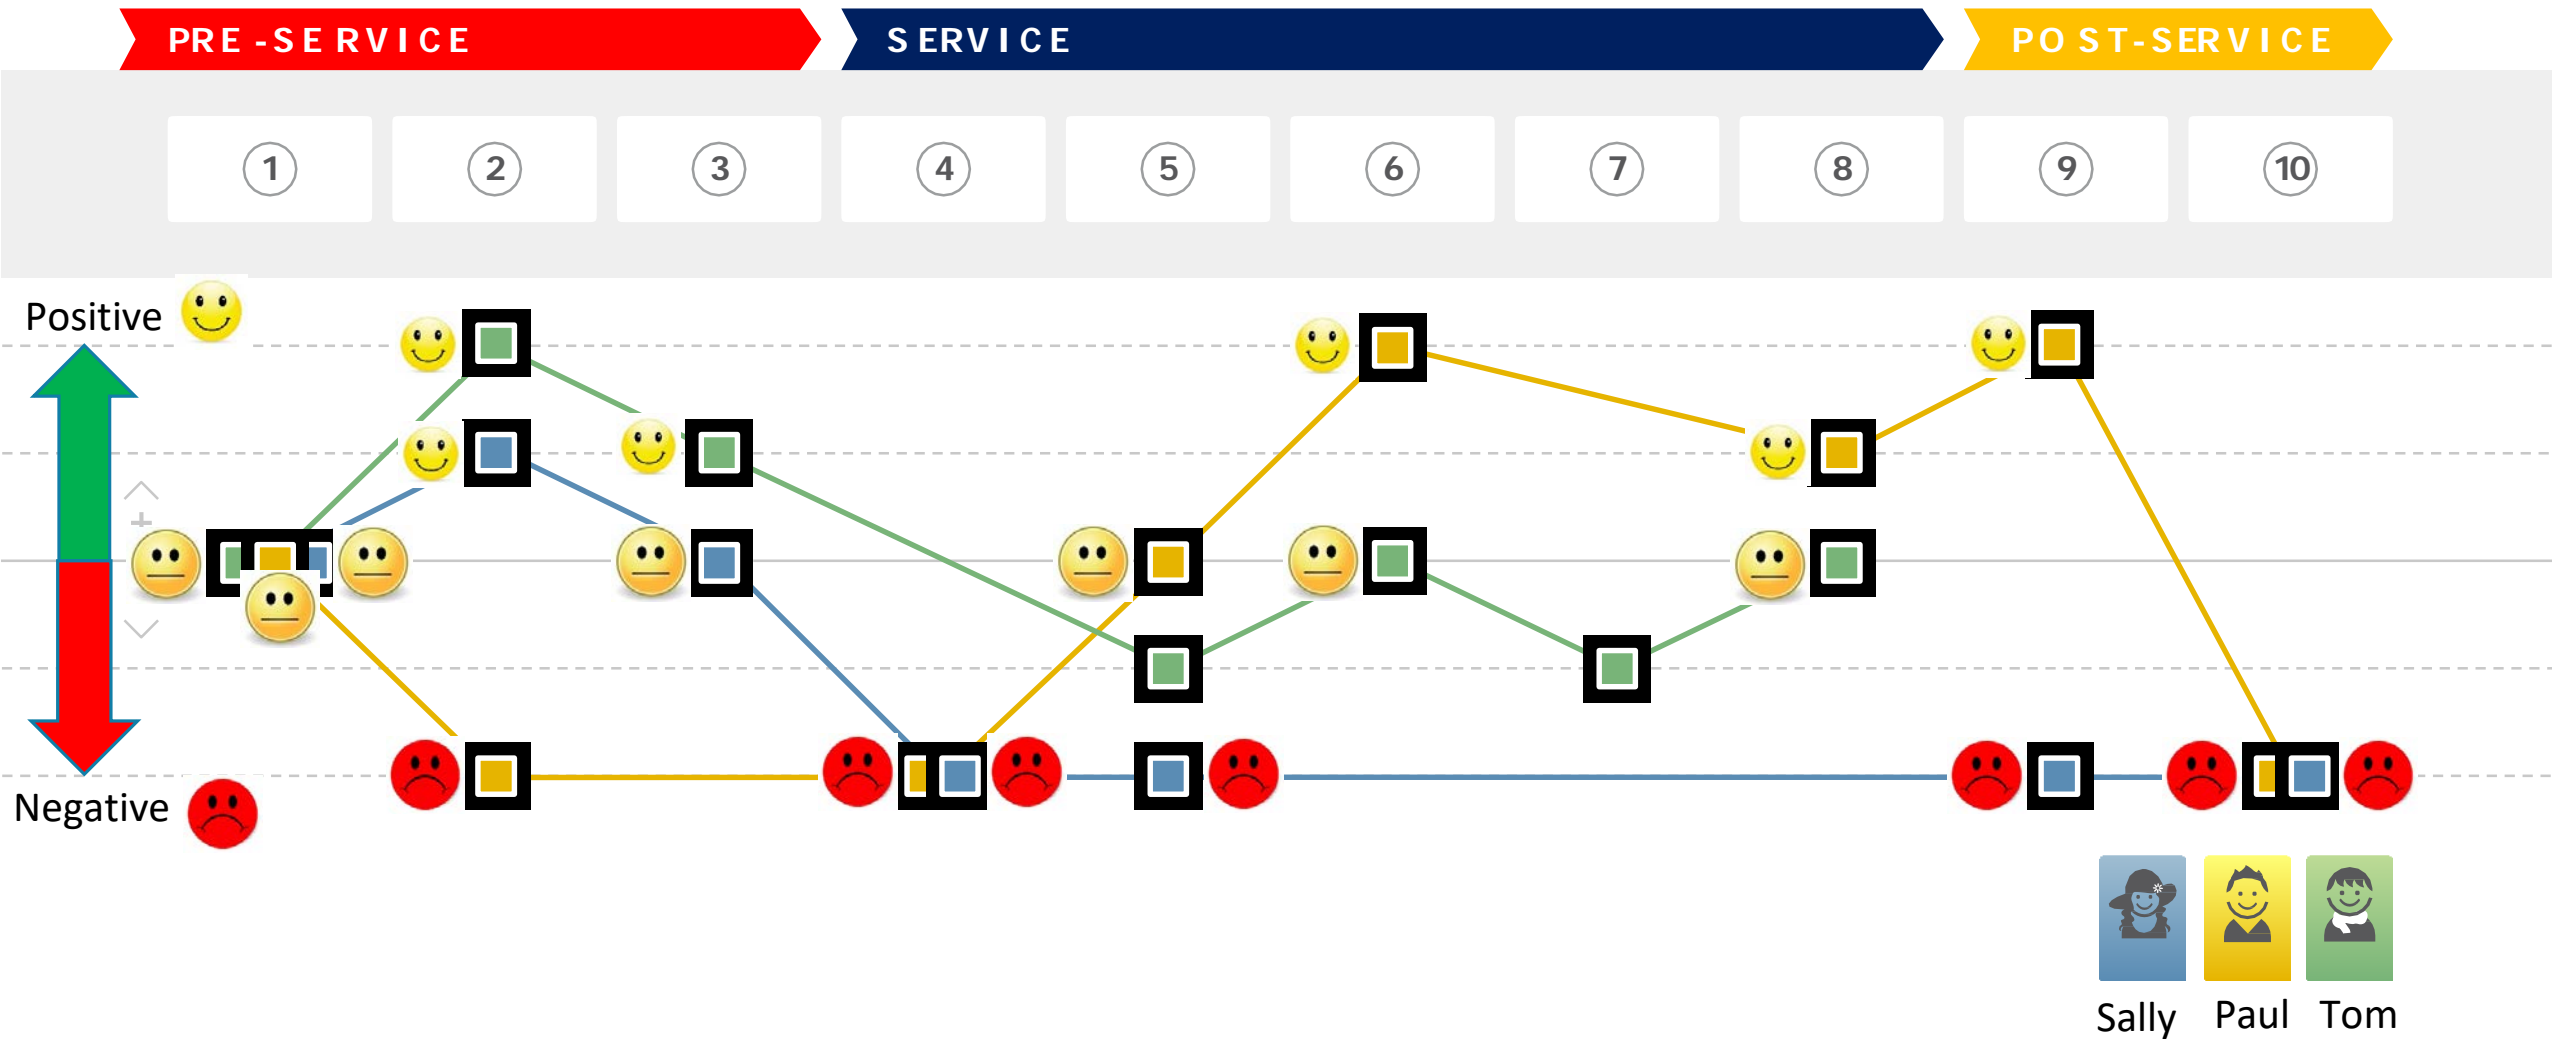 PRE-SERVICE
SERVICE
POST-SERVICE
1
2
3
4
5
6
7
8
9
10
Positive
+
Negative
Sally
Paul
Tom